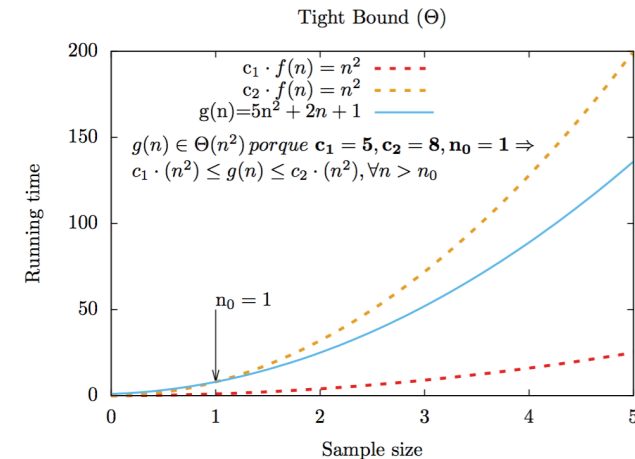 Tight Bound (Θ)
200
150
100
50
0
Running time
c₁ · f(n) = n²
c₂ · f(n) = n²
g(n)=5n² + 2n + 1
g(n) ∈ Θ(n²) porque c₁ = 5, c₂ = 8, n₀ = 1 ⇒
c₁ · (n²) ≤ g(n) ≤ c₂ · (n²), ∀n > n₀
n₀ = 1
0 1 2 3 4 5
Sample size